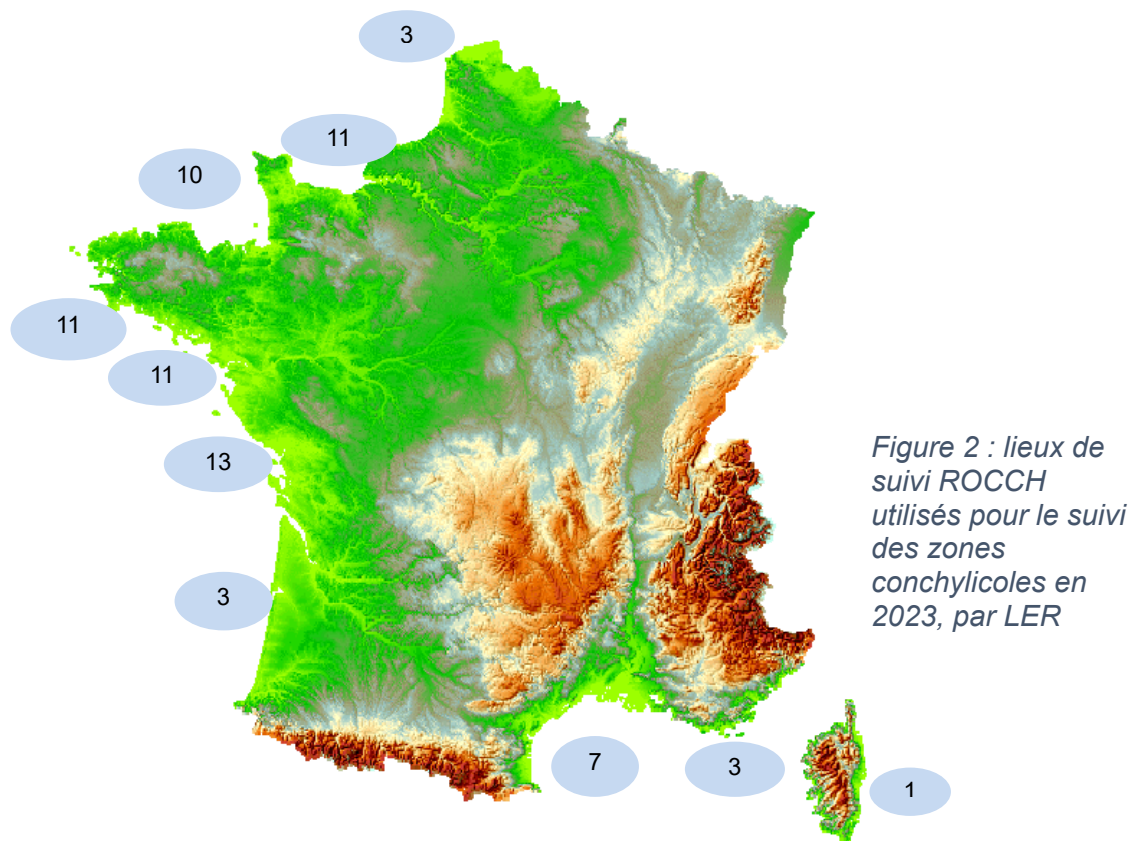 3
11
10
11
11
13
3
7
3
1
Figure 2 : lieux de
suivi ROCCH
utilisés pour le suivi
des zones
conchylicoles en
2023, par LER